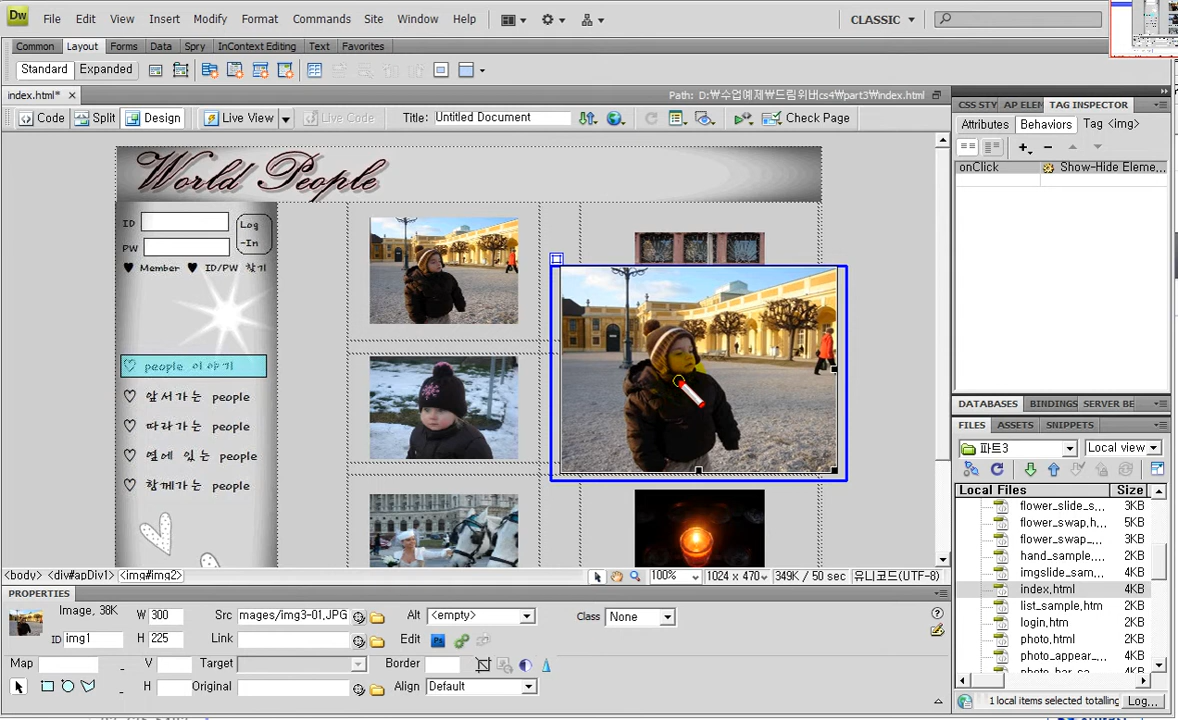 Dw File Edit View Insert Modify Format Commands Site Window Help CLASSIC
Common Layout Forms Data Spry InContext Editing Text Favorites
Standard Expanded
index.html* Path: D:₩수업예제₩드림위버cs4₩part3₩index.html
Code Split Design Live View Live Code Title: Untitled Document Check Page
World People
ID
PW
Log
-In
♥ Member ♥ ID/PW 찾기
♡ people 이야기
♡ 앞서가는 people
♡ 따라가는 people
♡ 옆에 있는 people
♡ 함께가는 people
<body> <div#apDiv1> <img#img2> 100% 1024 x 470 349K / 50 sec 유니코드(UTF-8)
PROPERTIES
Image, 38K W 300 Src mages/img3-01.JPG Alt <empty> Class None
ID img1 H 225 Link Edit
Map V Target Border
H Original Align Default
CSS STY AP ELEM TAG INSPECTOR
Attributes Behaviors Tag <img>
onClick Show-Hide Eleme...
DATABASES BINDINGS SERVER BE
FILES ASSETS SNIPPETS
파트3 Local view
Local Files Size
flower_slide_s... 3KB
flower_swap,h... 5KB
flower_swap_... 3KB
hand_sample,... 2KB
imgslide_sam... 4KB
index,html 4KB
list_sample,htm 2KB
login,htm 2KB
photo,html 2KB
photo_appear_... 4KB
1 local items selected totalling Log...